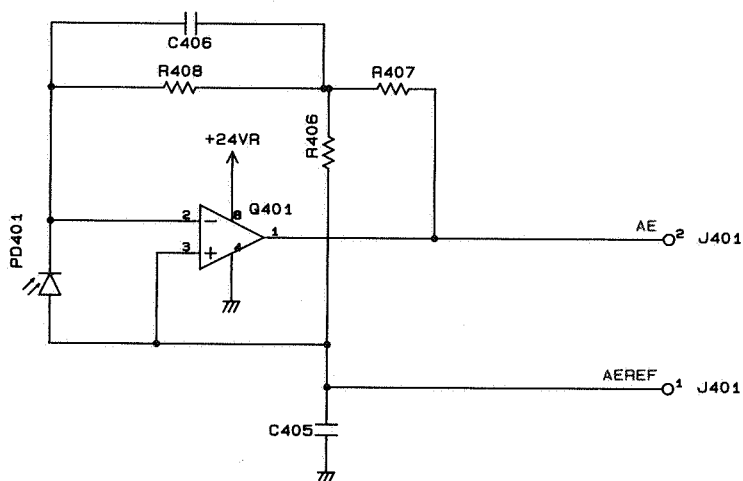 C406
R408
R407
R406
+24VR
PD401
Q401
2
−
8
1
3
+
4
AE
2
J401
AEREF
1
J401
C405